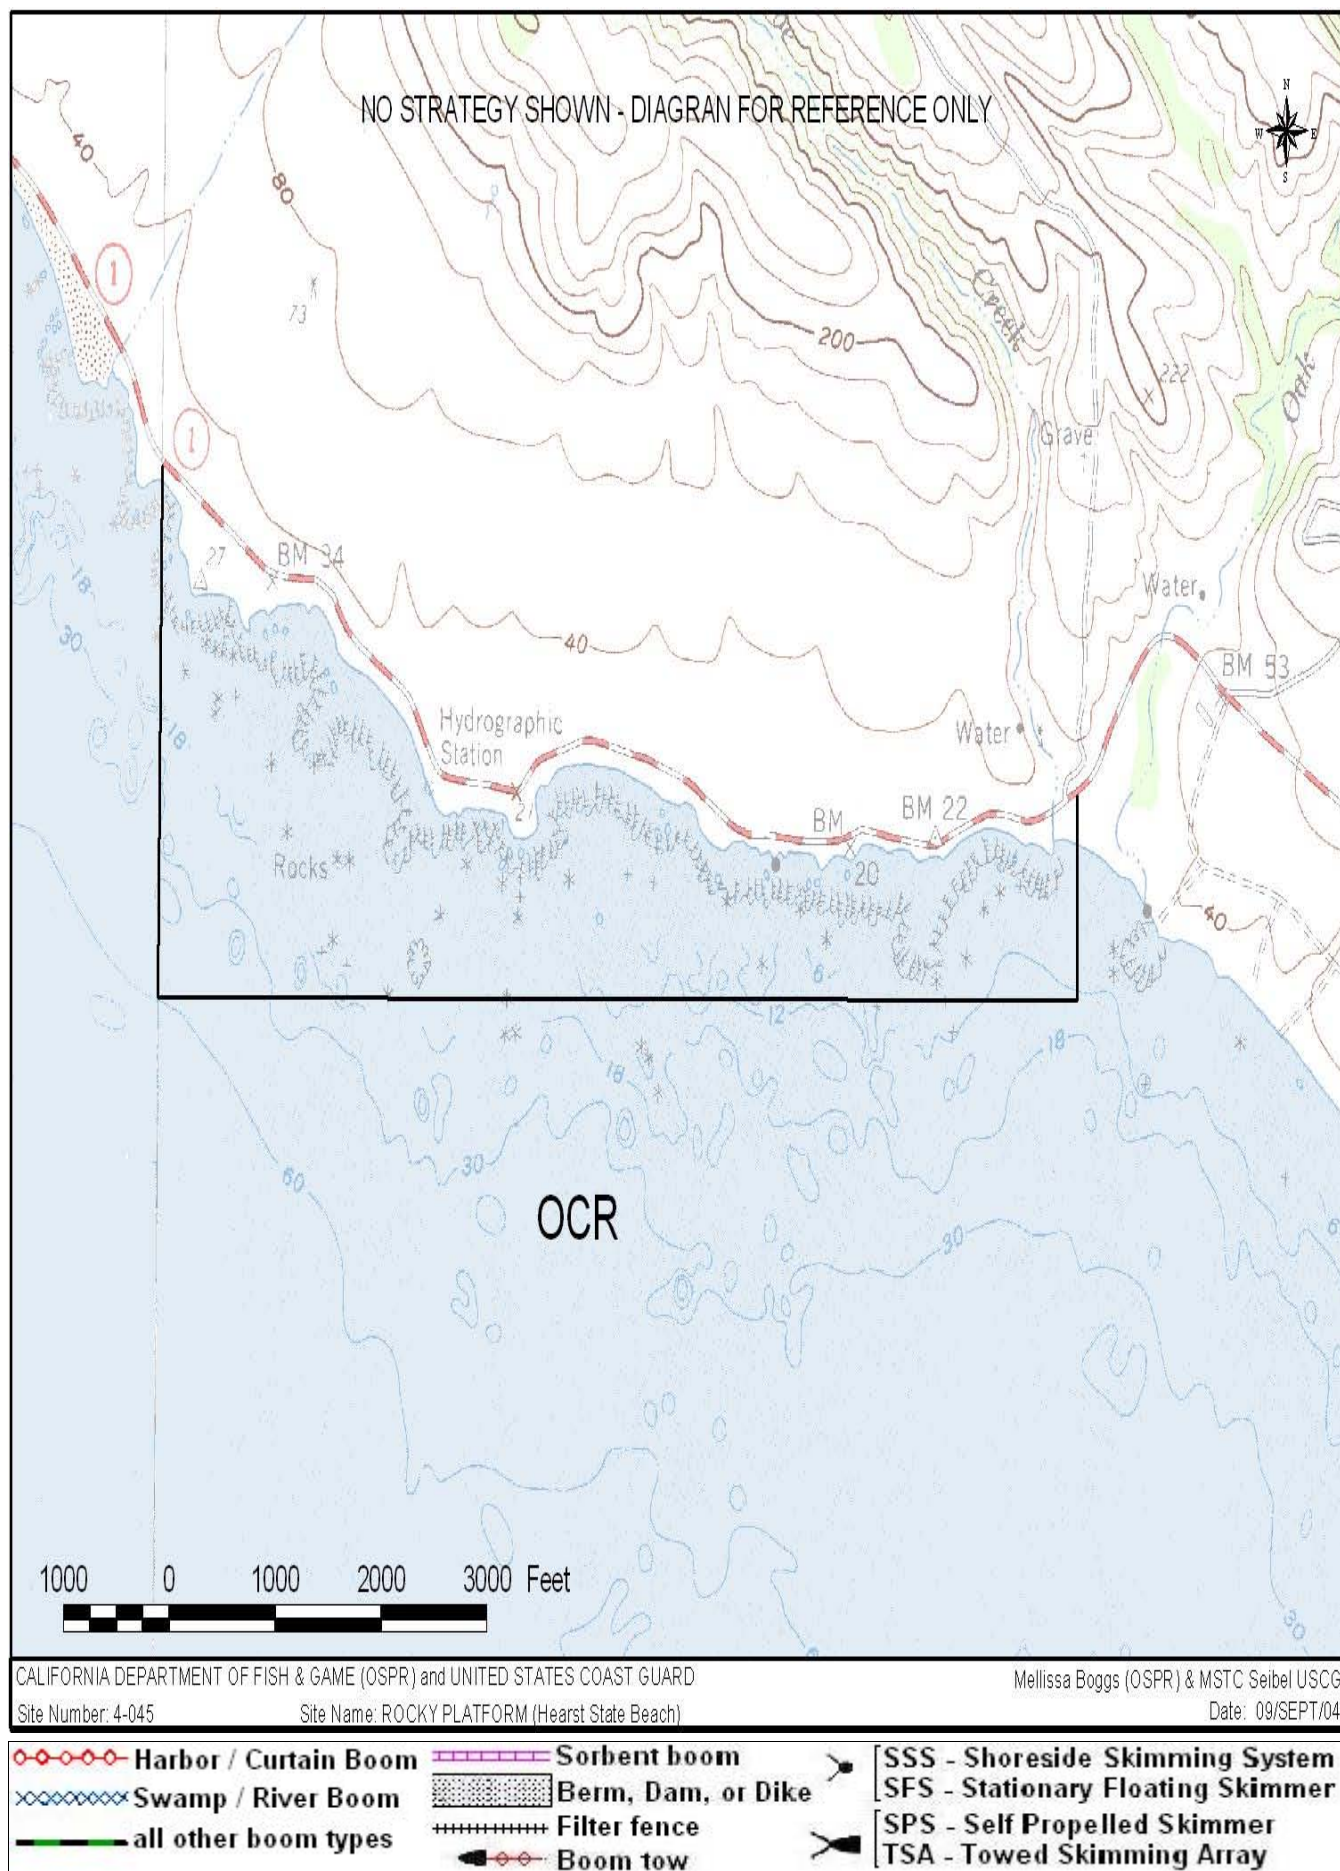 NO STRATEGY SHOWN - DIAGRAN FOR REFERENCE ONLY
N
W E
S
40
80
1
73
200
Creek
222
Oak
Grave
1
27
BM 34
18
30
40
Water
BM 53
Hydrographic
Station
Water
18
21
BM
BM 22
20
Rocks
40
6
12
18
18
30
60
OCR
30
6
1000 0 1000 2000 3000 Feet
30
CALIFORNIA DEPARTMENT OF FISH & GAME (OSPR) and UNITED STATES COAST GUARD
Mellissa Boggs (OSPR) & MSTC Seibel USCG
Site Number: 4-045
Site Name: ROCKY PLATFORM (Hearst State Beach)
Date: 09/SEPT/04
Harbor / Curtain Boom
Swamp / River Boom
all other boom types
Sorbent boom
Berm, Dam, or Dike
Filter fence
Boom tow
SSS - Shoreside Skimming System
SFS - Stationary Floating Skimmer
SPS - Self Propelled Skimmer
TSA - Towed Skimming Array